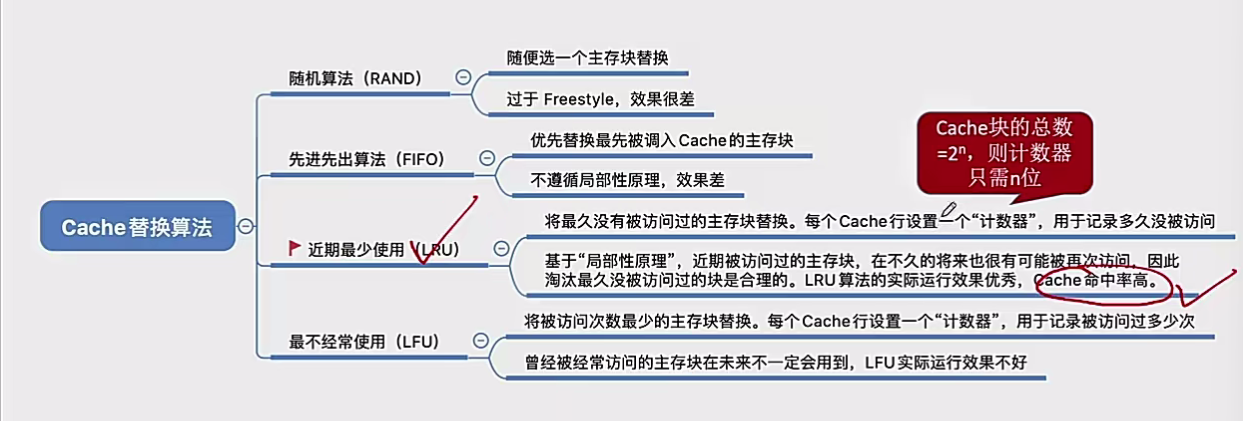 随便选一个主存块替换
随机算法（RAND）
过于 Freestyle，效果很差
Cache块的总数
=2ⁿ，则计数器
只需n位
优先替换最先被调入Cache的主存块
先进先出算法（FIFO）
不遵循局部性原理，效果差
Cache替换算法
将最久没有被访问过的主存块替换。每个Cache行设置一个“计数器”，用于记录多久没被访问
近期最少使用（LRU）
基于“局部性原理”，近期被访问过的主存块，在不久的将来也很有可能被再次访问，因此
淘汰最久没被访问过的块是合理的。LRU算法的实际运行效果优秀，Cache命中率高。
将被访问次数最少的主存块替换。每个Cache行设置一个“计数器”，用于记录被访问过多少次
最不经常使用（LFU）
曾经被经常访问的主存块在未来不一定会用到，LFU实际运行效果不好